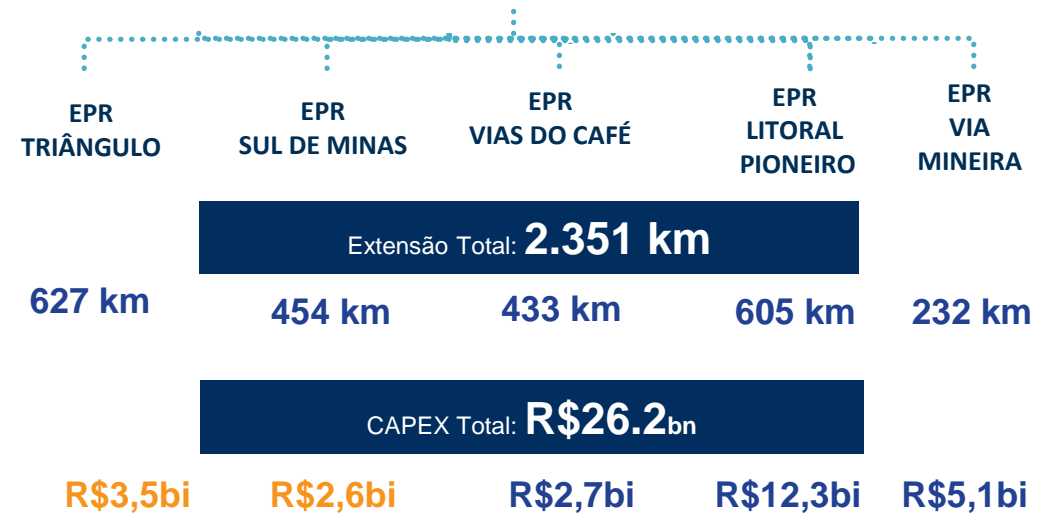 EPR
TRIÂNGULO
EPR
SUL DE MINAS
EPR
VIAS DO CAFÉ
EPR
LITORAL
PIONEIRO
EPR
VIA
MINEIRA
Extensão Total: 2.351 km
627 km
454 km
433 km
605 km
232 km
CAPEX Total: R$26.2bn
R$3,5bi
R$2,6bi
R$2,7bi
R$12,3bi
R$5,1bi